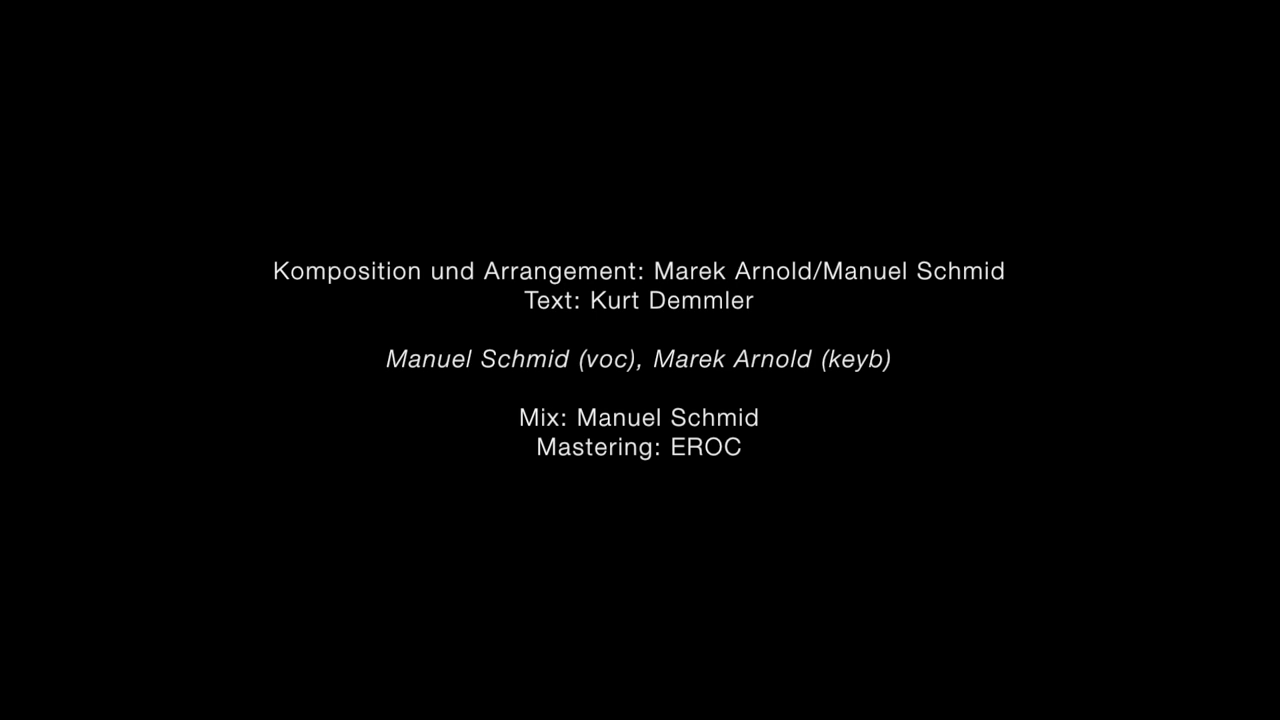 Komposition und Arrangement: Marek Arnold/Manuel Schmid
Text: Kurt Demmler
Manuel Schmid (voc), Marek Arnold (keyb)
Mix: Manuel Schmid
Mastering: EROC